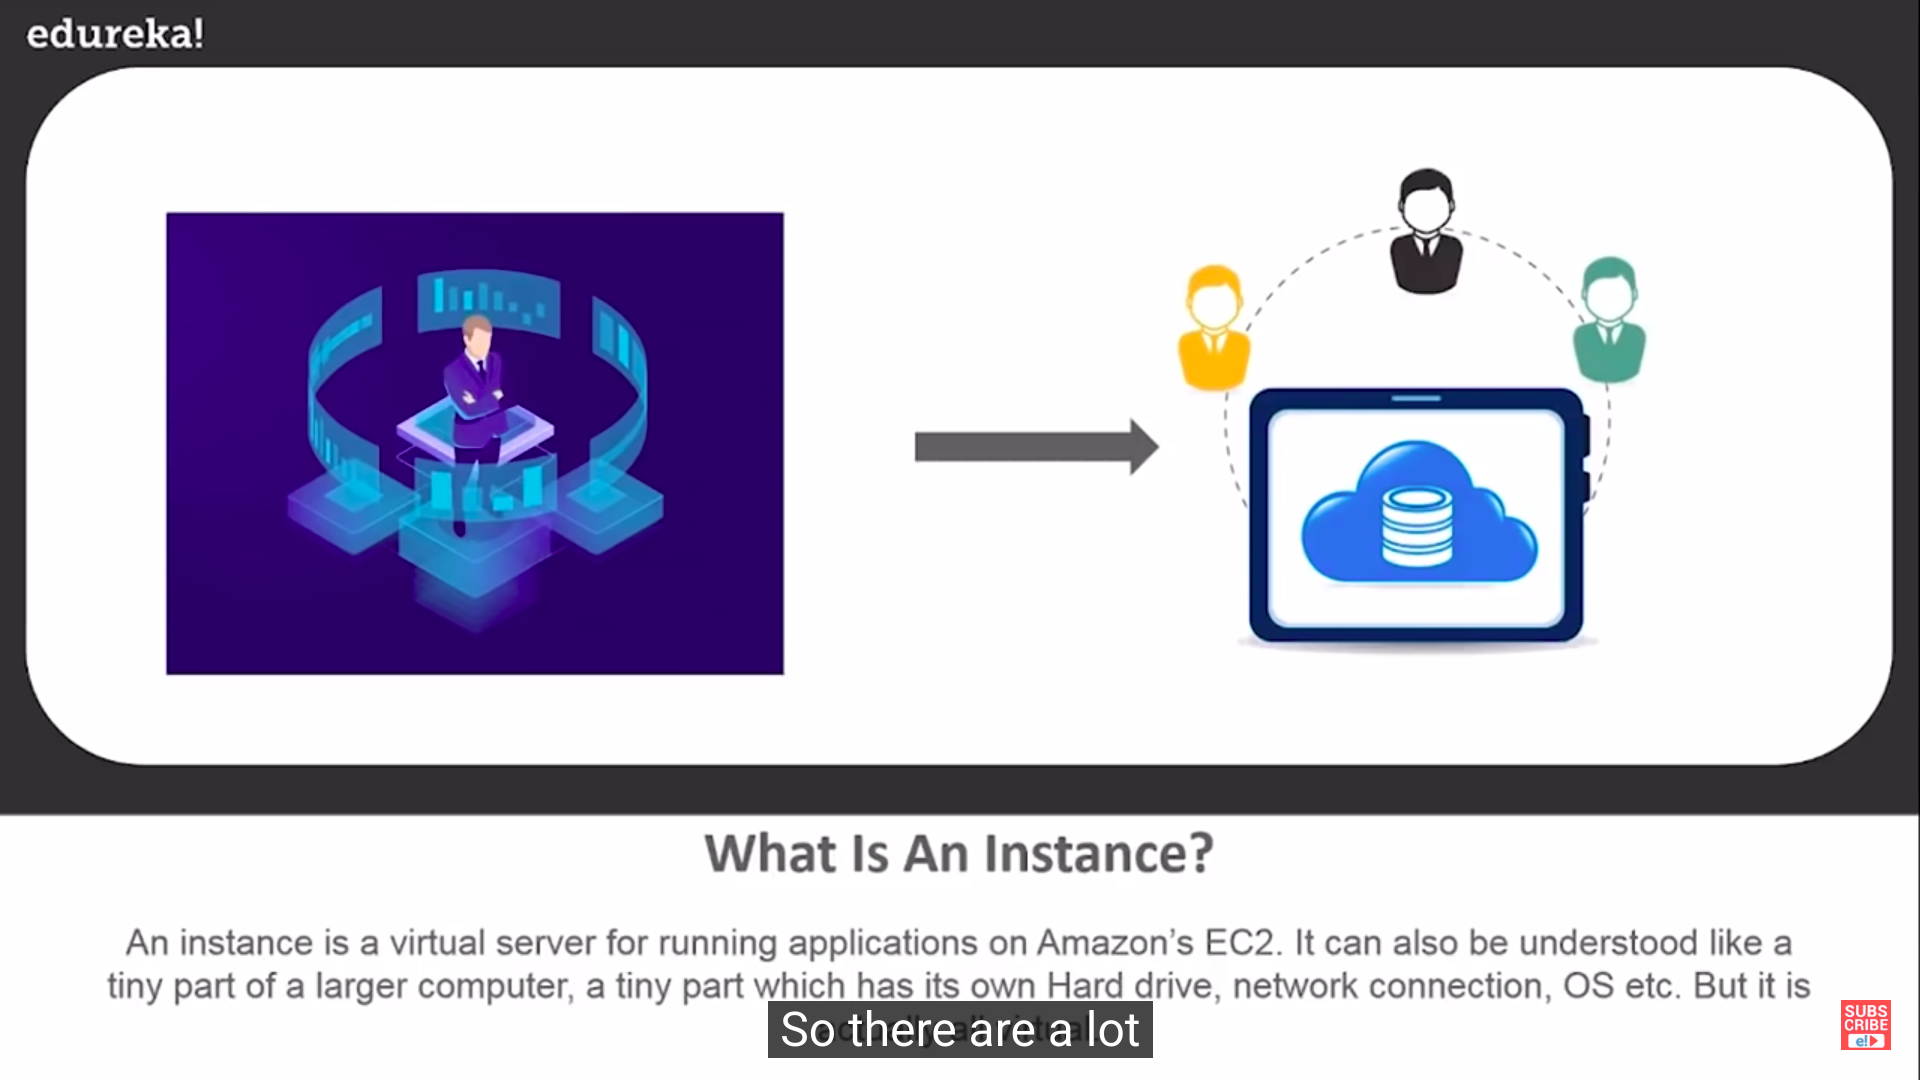 edureka!
What Is An Instance?
An instance is a virtual server for running applications on Amazon’s EC2. It can also be understood like a
tiny part of a larger computer, a tiny part which has its own Hard drive, network connection, OS etc. But it is
So there are a lot
SUBS
CRIBE
e!